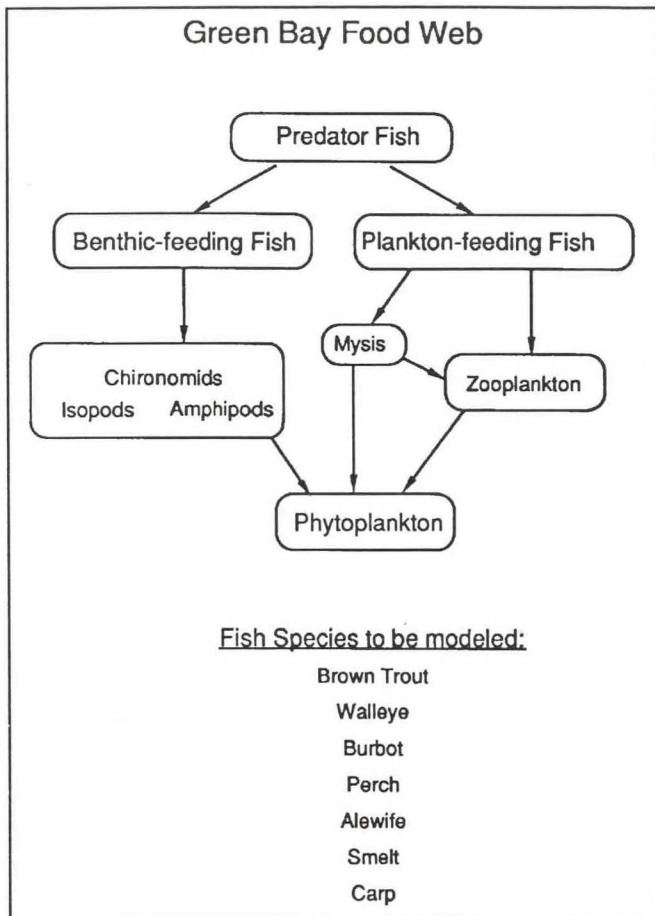 Green Bay Food Web
Predator Fish
Benthic-feeding Fish
Plankton-feeding Fish
Mysis
Chironomids
Isopods Amphipods
Zooplankton
Phytoplankton
Fish Species to be modeled:
Brown Trout
Walleye
Burbot
Perch
Alewife
Smelt
Carp